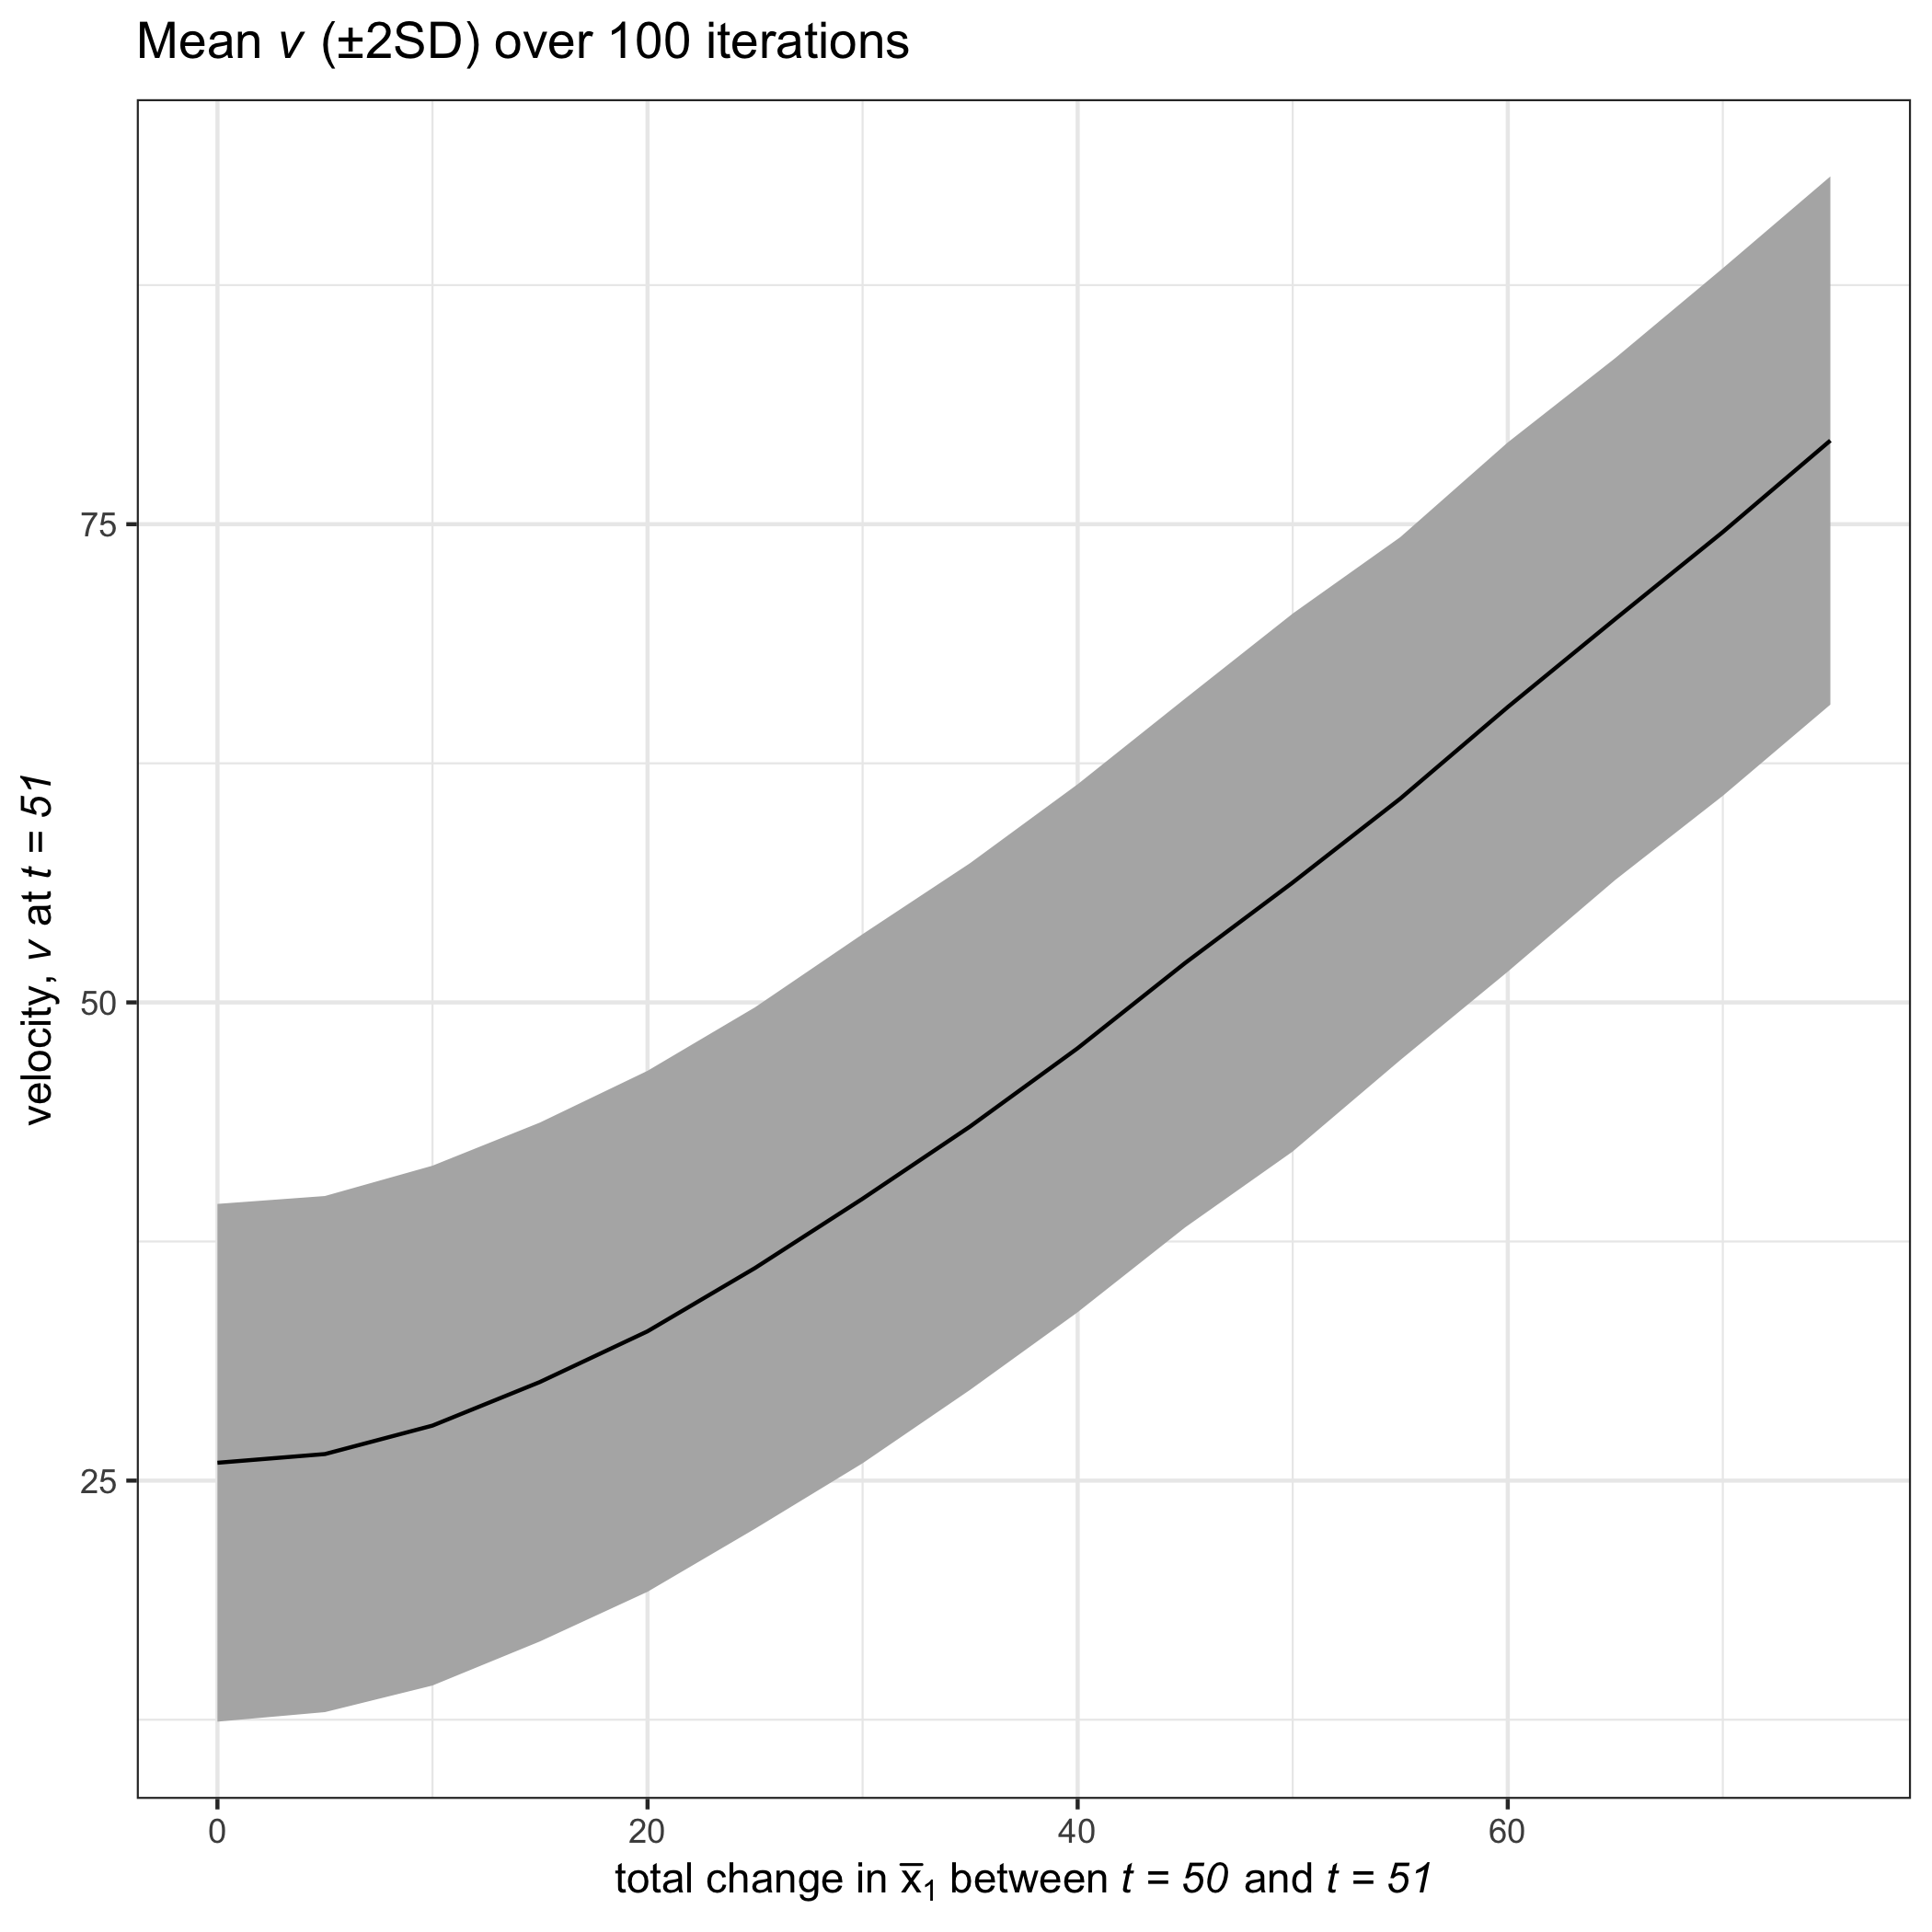 Mean v (±2SD) over 100 iterations
velocity, v at t = 51
75
50
25
0 20 40 60
total change in x̅₁ between t = 50 and t = 51